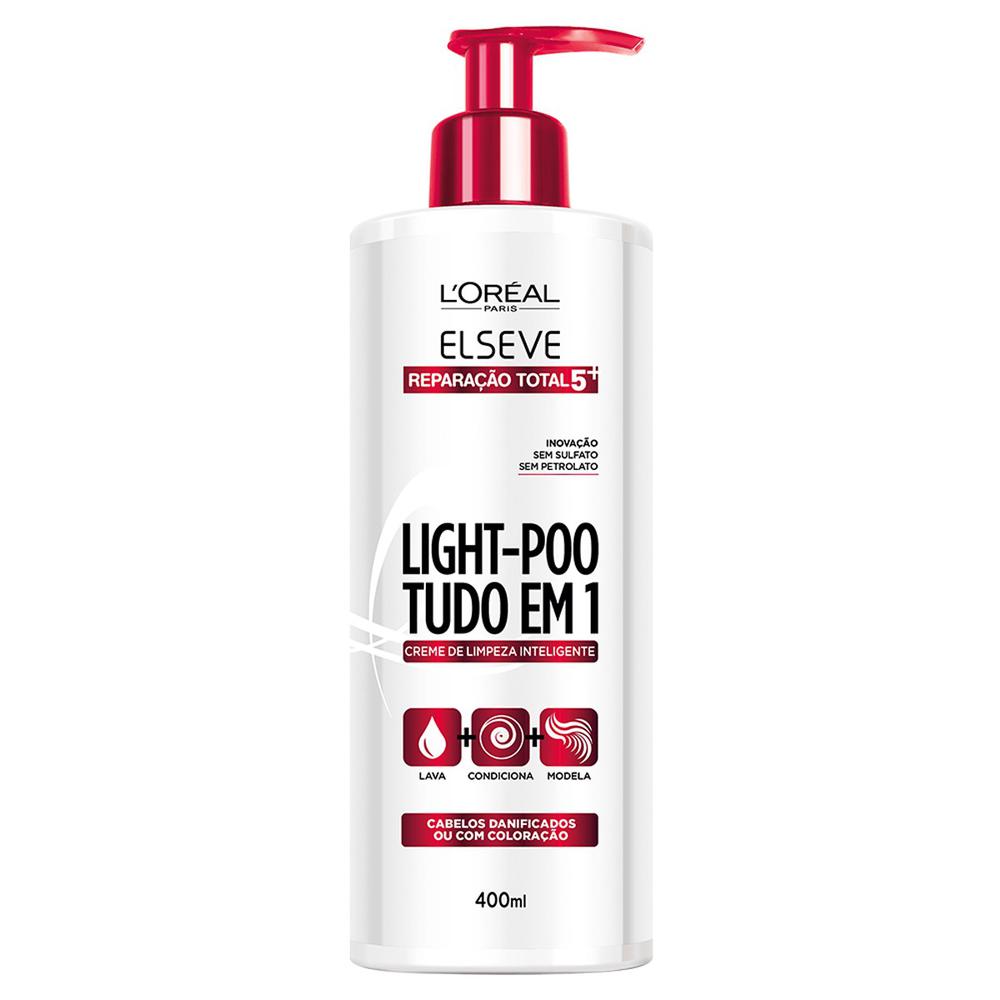 L'ORÉAL
PARIS
ELSEVE
REPARAÇÃO TOTAL 5+
INOVAÇÃO
SEM SULFATO
SEM PETROLATO
LIGHT-POO
TUDO EM 1
CREME DE LIMPEZA INTELIGENTE
+ +
LAVA CONDICIONA MODELA
CABELOS DANIFICADOS
OU COM COLORAÇÃO
400ml